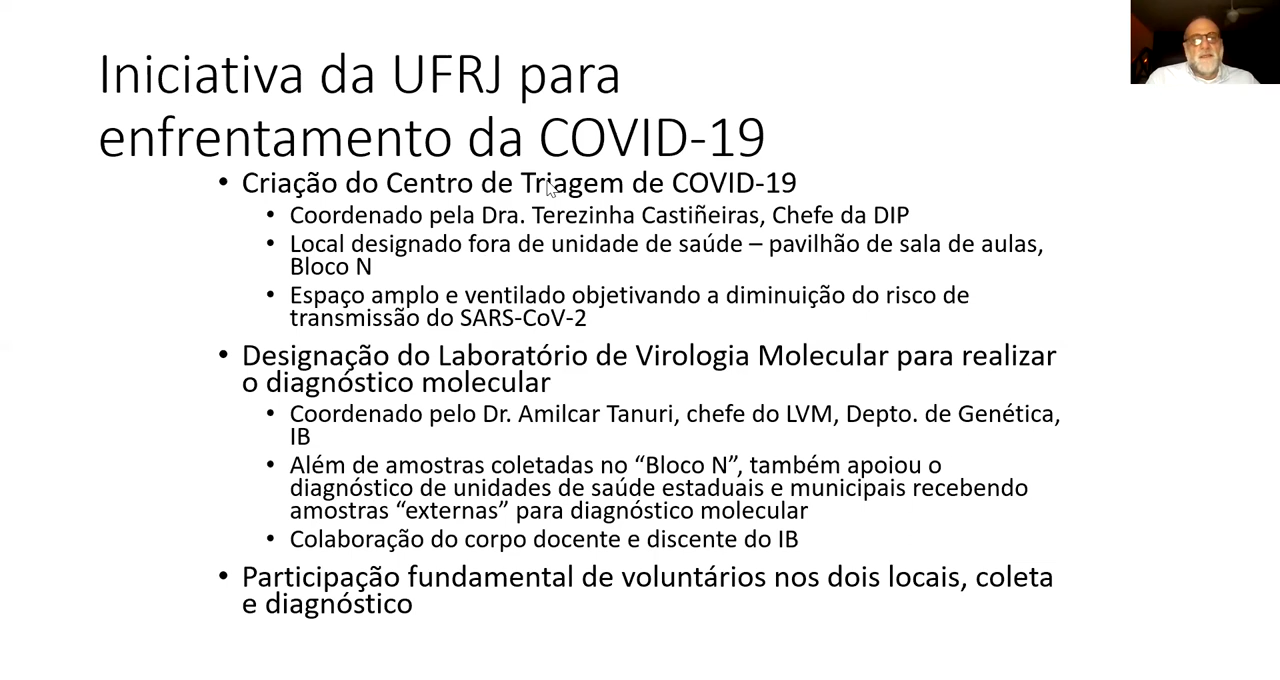 Iniciativa da UFRJ para
enfrentamento da COVID-19
• Criação do Centro de Triagem de COVID-19
• Coordenado pela Dra. Terezinha Castiñeiras, Chefe da DIP
• Local designado fora de unidade de saúde – pavilhão de sala de aulas,
Bloco N
• Espaço amplo e ventilado objetivando a diminuição do risco de
transmissão do SARS-CoV-2
• Designação do Laboratório de Virologia Molecular para realizar
o diagnóstico molecular
• Coordenado pelo Dr. Amilcar Tanuri, chefe do LVM, Depto. de Genética,
IB
• Além de amostras coletadas no “Bloco N”, também apoiou o
diagnóstico de unidades de saúde estaduais e municipais recebendo
amostras “externas” para diagnóstico molecular
• Colaboração do corpo docente e discente do IB
• Participação fundamental de voluntários nos dois locais, coleta
e diagnóstico